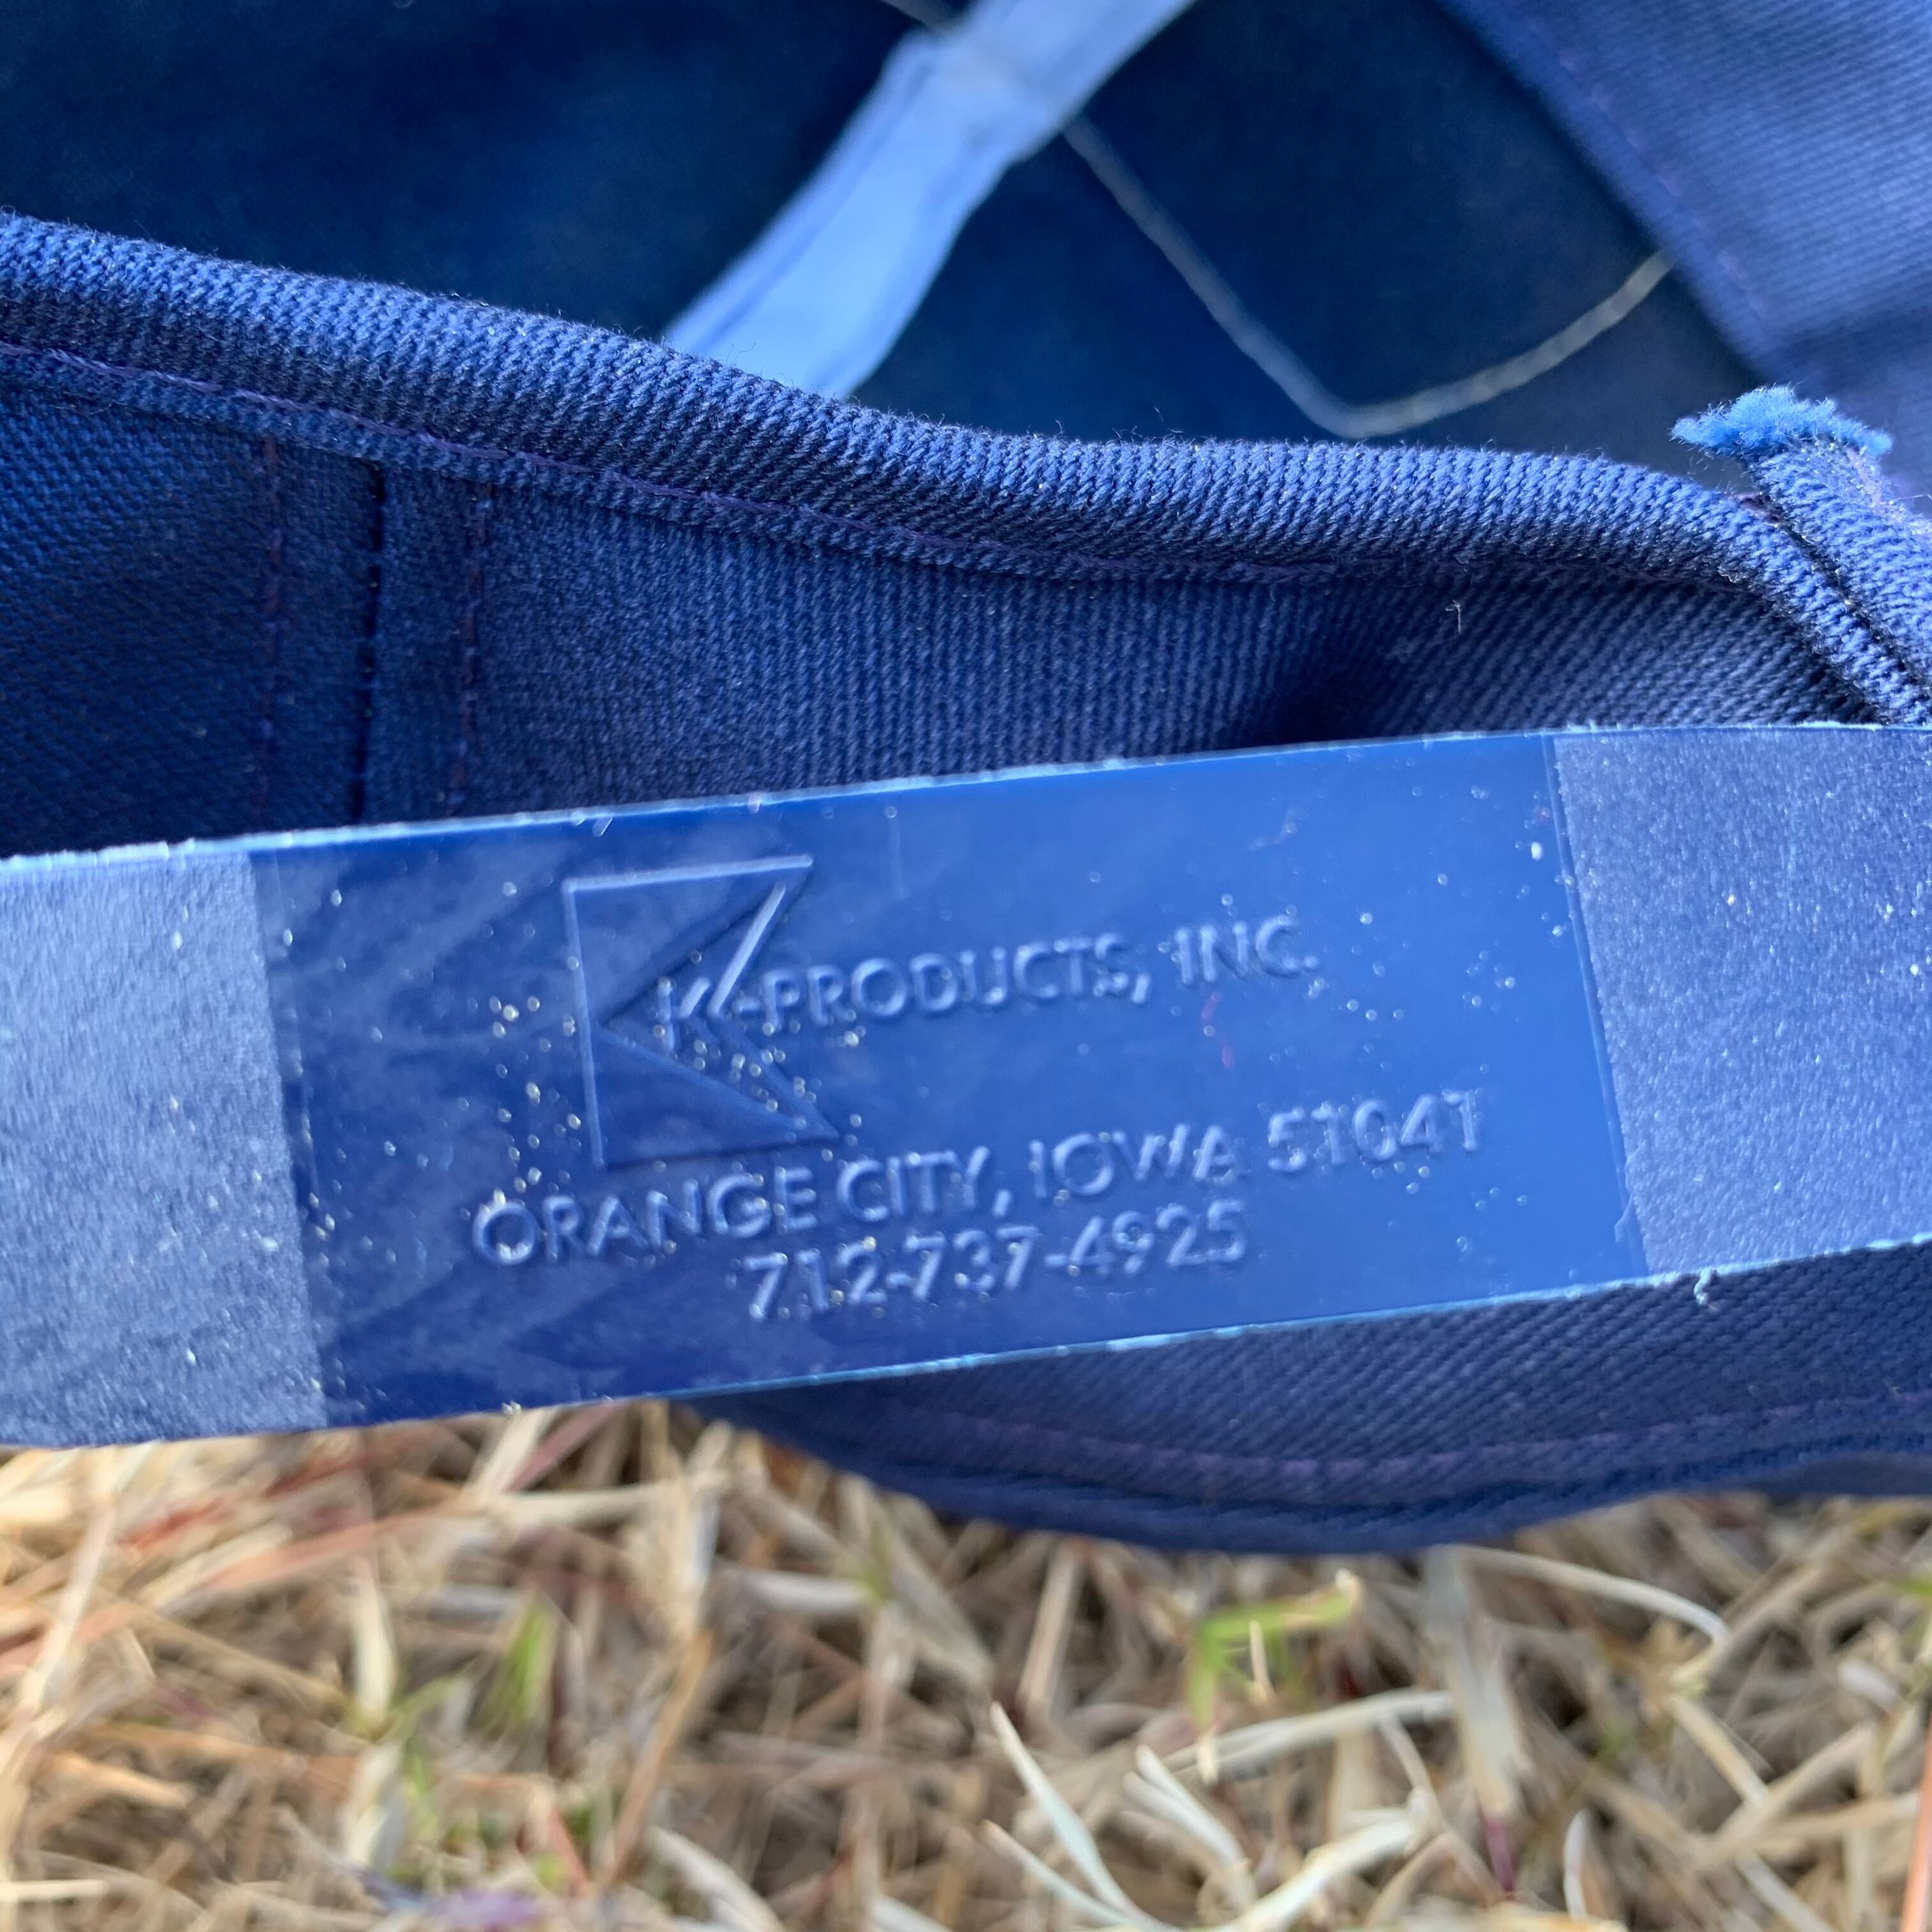 K-PRODUCTS, INC.
ORANGE CITY, IOWA 51041
712-737-4925